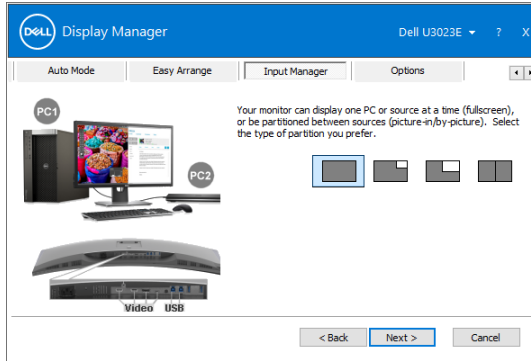 DELL Display Manager
Dell U3023E ? X
Auto Mode
Easy Arrange
Input Manager
Options
PC1
PC2
Video USB
Your monitor can display one PC or source at a time (fullscreen),
or be partitioned between sources (picture-in/by-picture). Select
the type of partition you prefer.
< Back
Next >
Cancel